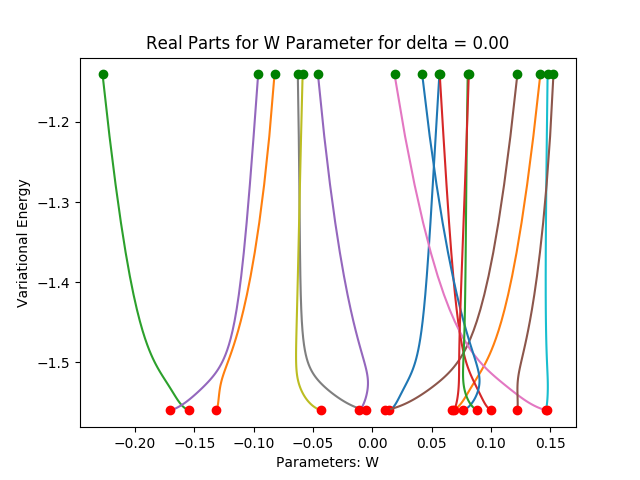 Real Parts for W Parameter for delta = 0.00
Variational Energy
−1.2
−1.3
−1.4
−1.5
−0.20 −0.15 −0.10 −0.05 0.00 0.05 0.10 0.15
Parameters: W